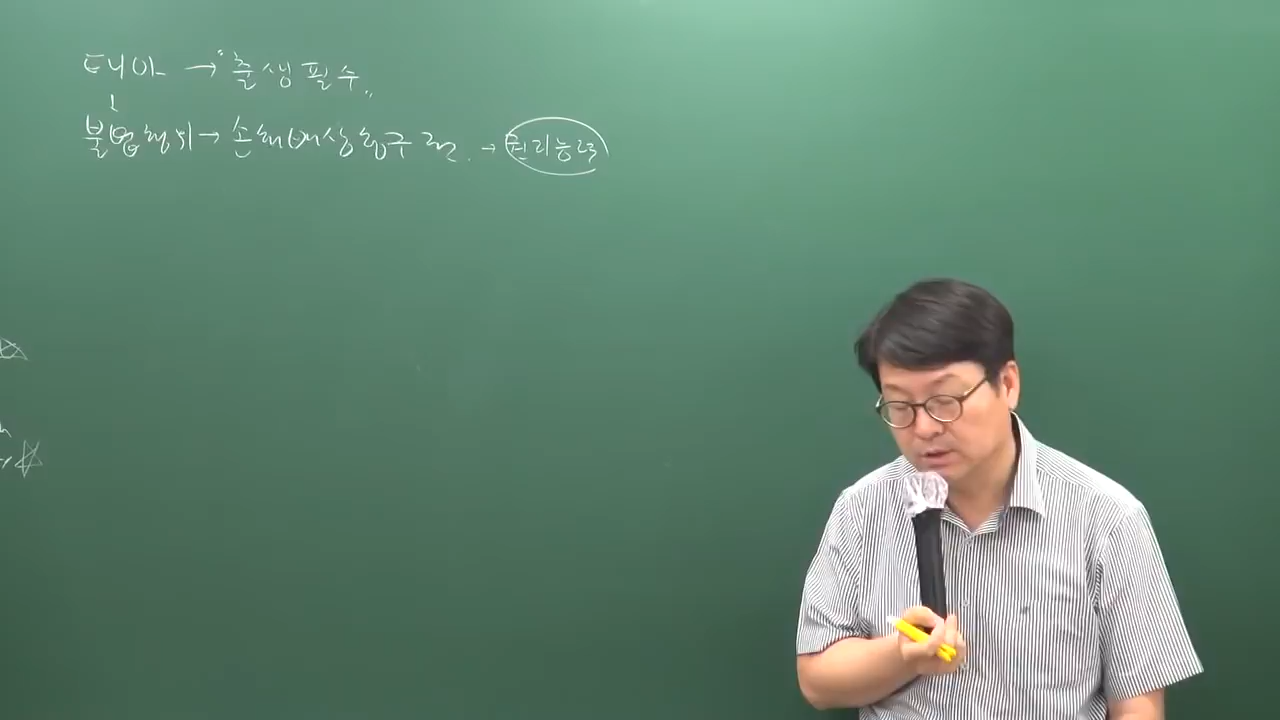 태아 → 출생필수
↓
불법행위 → 손해배상청구권. → 권리능력